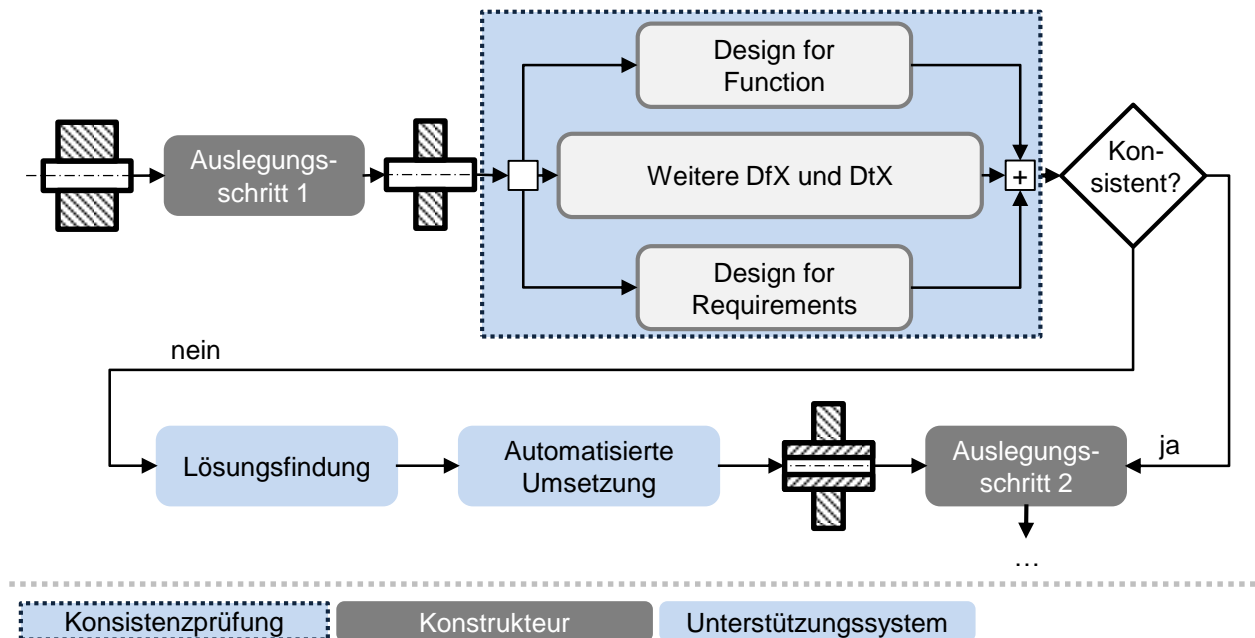 Design for
Function
Auslegungs-
schritt 1
Weitere DfX und DtX
+
Kon-
sistent?
Design for
Requirements
nein
Lösungsfindung
Automatisierte
Umsetzung
Auslegungs-
schritt 2
ja
...
Konsistenzprüfung
Konstrukteur
Unterstützungssystem